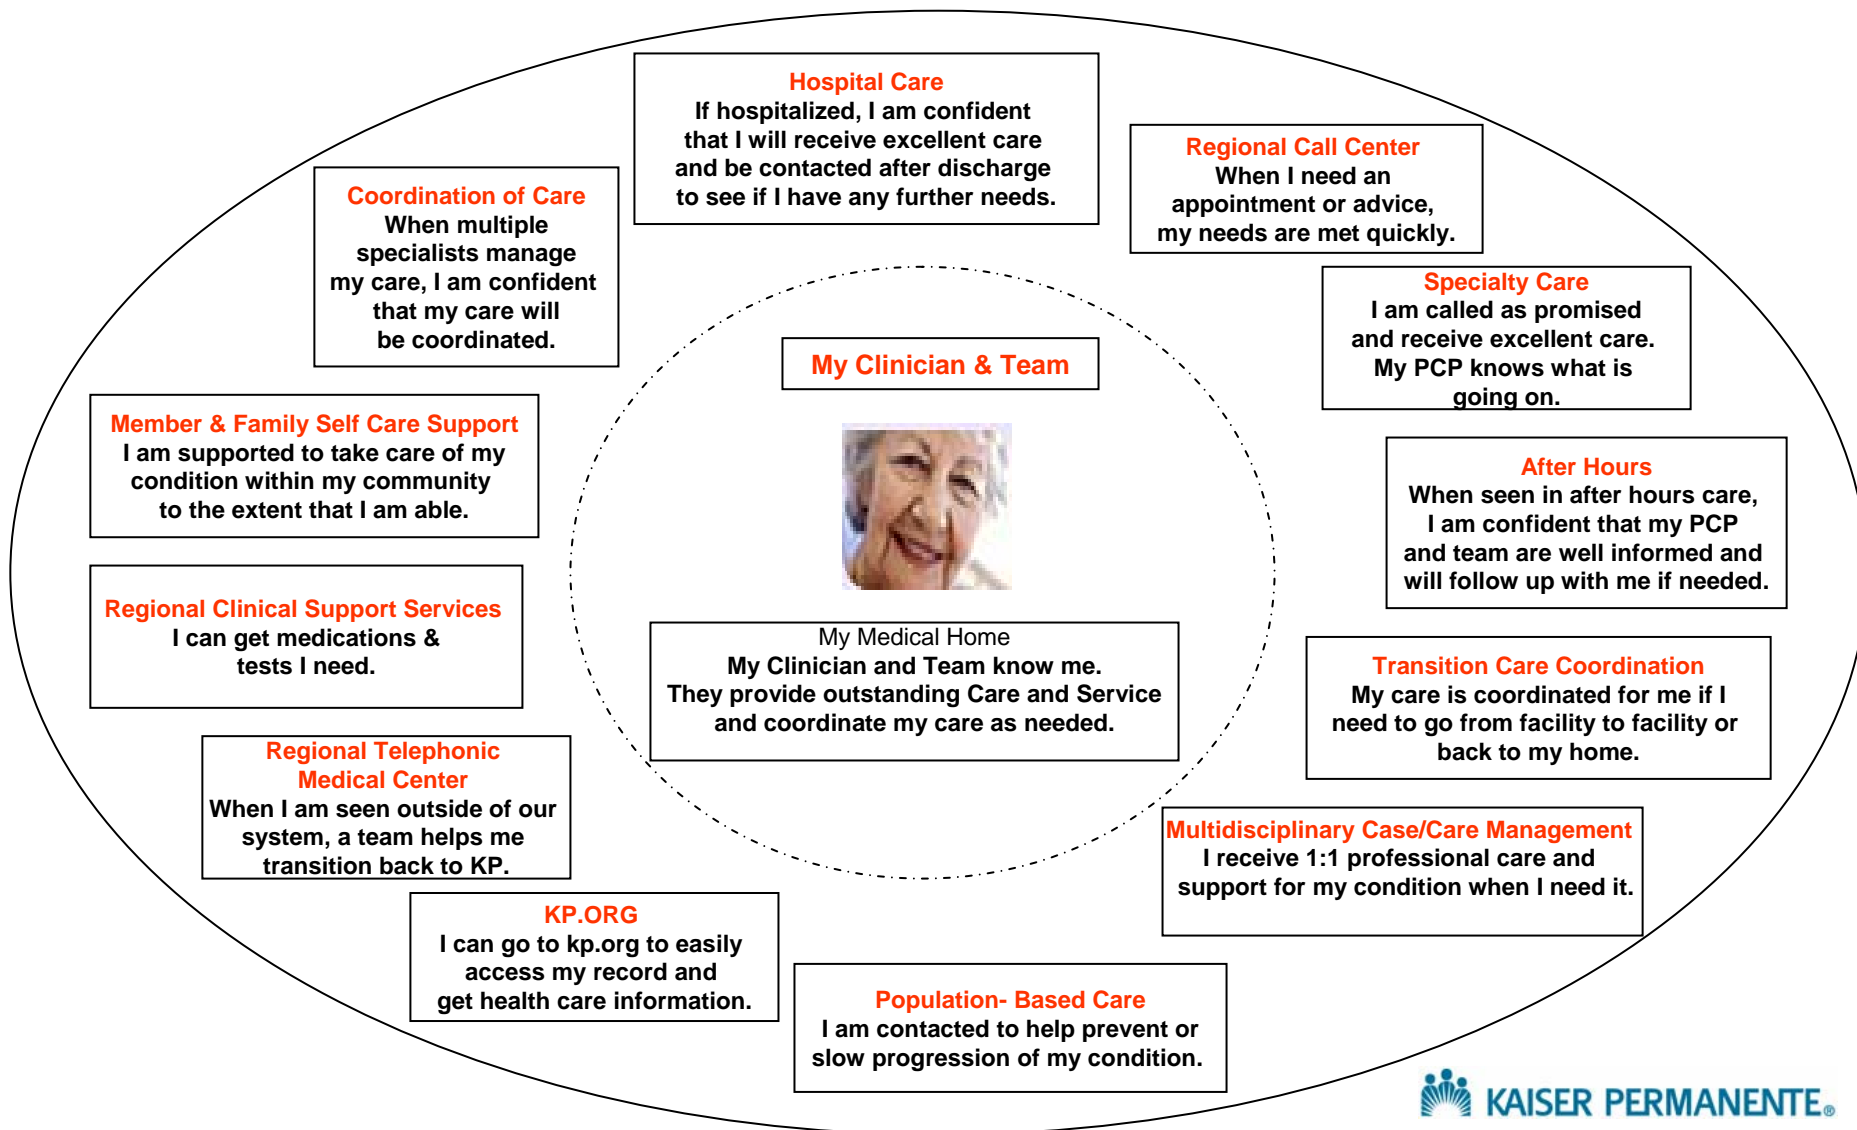 Hospital Care
If hospitalized, I am confident
that I will receive excellent care
and be contacted after discharge
to see if I have any further needs.
Regional Call Center
When I need an
appointment or advice,
my needs are met quickly.
Coordination of Care
When multiple
specialists manage
my care, I am confident
that my care will
be coordinated.
Specialty Care
I am called as promised
and receive excellent care.
My PCP knows what is
going on.
My Clinician & Team
Member & Family Self Care Support
I am supported to take care of my
condition within my community
to the extent that I am able.
After Hours
When seen in after hours care,
I am confident that my PCP
and team are well informed and
will follow up with me if needed.
Regional Clinical Support Services
I can get medications &
tests I need.
My Medical Home
My Clinician and Team know me.
They provide outstanding Care and Service
and coordinate my care as needed.
Transition Care Coordination
My care is coordinated for me if I
need to go from facility to facility or
back to my home.
Regional Telephonic
Medical Center
When I am seen outside of our
system, a team helps me
transition back to KP.
Multidisciplinary Case/Care Management
I receive 1:1 professional care and
support for my condition when I need it.
KP.ORG
I can go to kp.org to easily
access my record and
get health care information.
Population- Based Care
I am contacted to help prevent or
slow progression of my condition.
KAISER PERMANENTE®